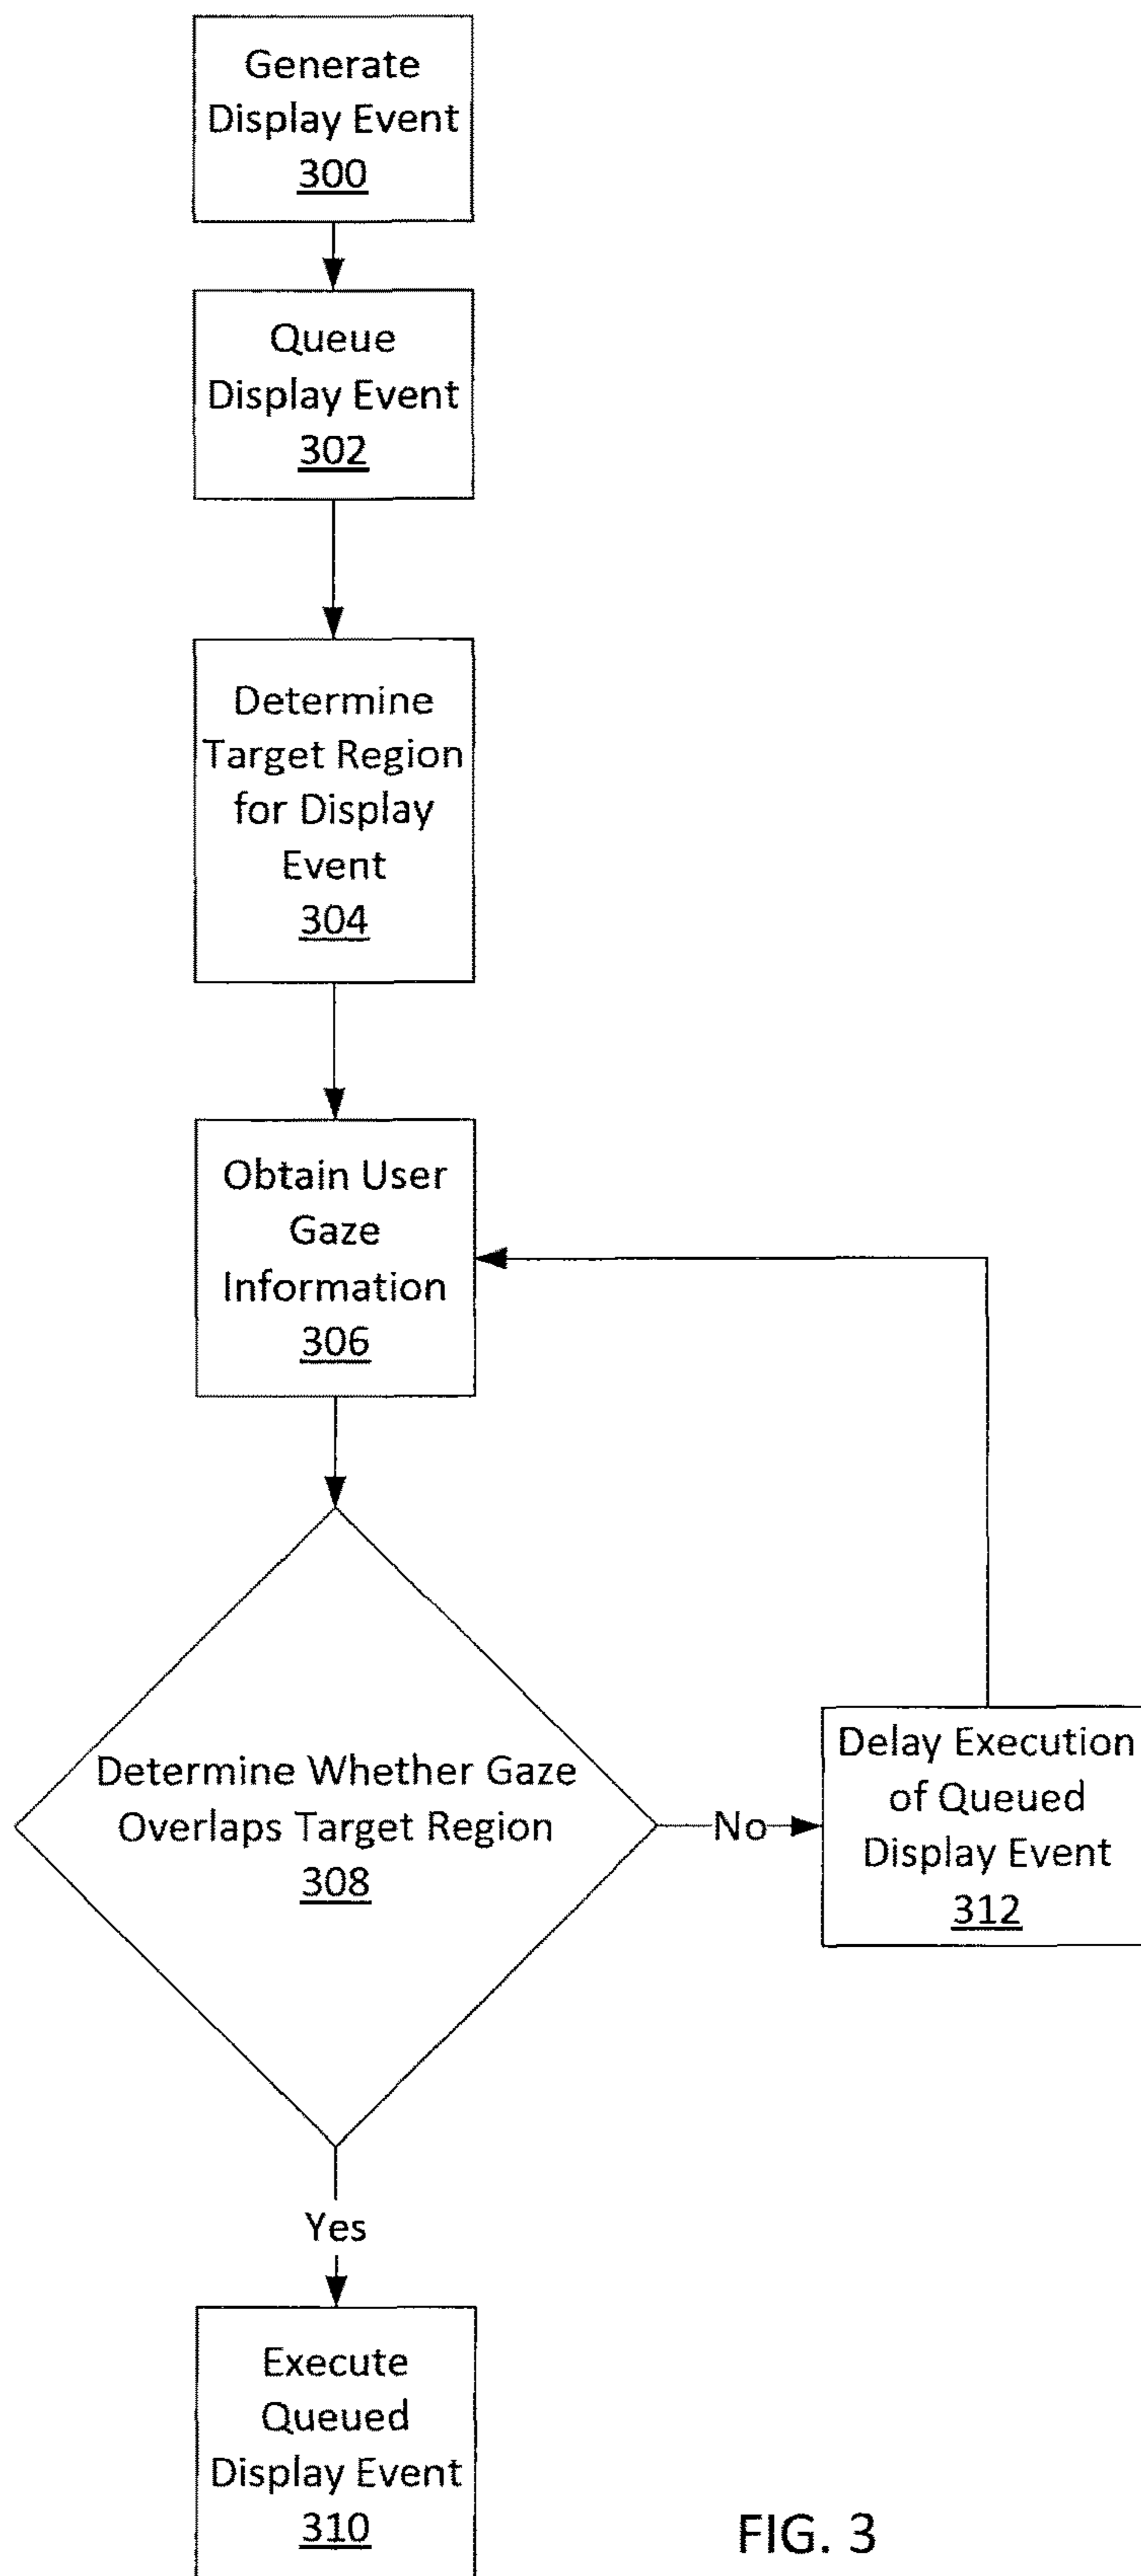 Generate
Display Event
300
Queue
Display Event
302
Determine
Target Region
for Display
Event
304
Obtain User
Gaze
Information
306
Determine Whether Gaze
Overlaps Target Region
308
No
Delay Execution
of Queued
Display Event
312
Yes
Execute
Queued
Display Event
310
FIG. 3